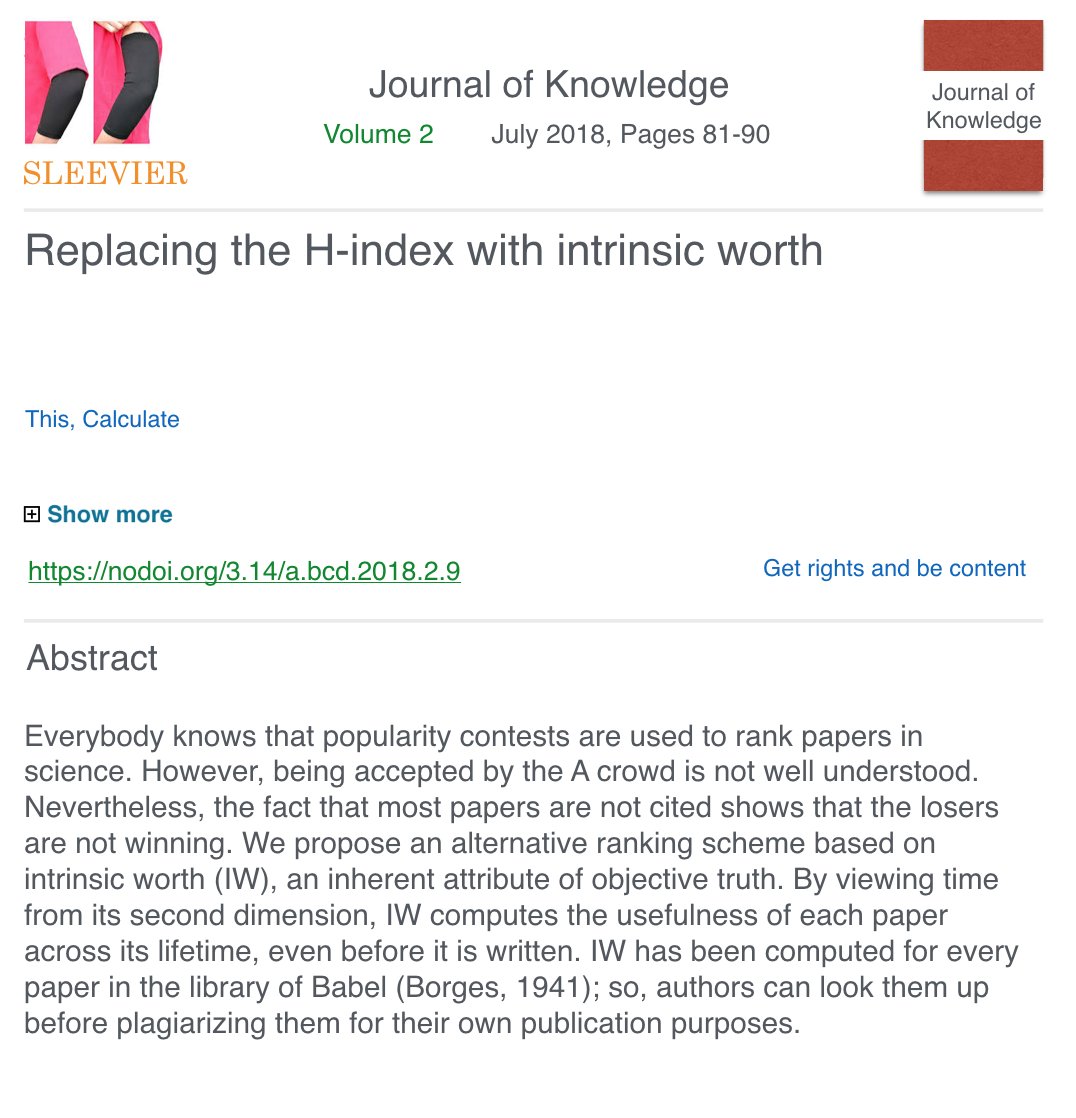 Journal of Knowledge
Volume 2 July 2018, Pages 81-90
Journal of
Knowledge
SLEEVIER
Replacing the H-index with intrinsic worth
This, Calculate
Show more
https://nodoi.org/3.14/a.bcd.2018.2.9
Get rights and be content
Abstract
Everybody knows that popularity contests are used to rank papers in
science. However, being accepted by the A crowd is not well understood.
Nevertheless, the fact that most papers are not cited shows that the losers
are not winning. We propose an alternative ranking scheme based on
intrinsic worth (IW), an inherent attribute of objective truth. By viewing time
from its second dimension, IW computes the usefulness of each paper
across its lifetime, even before it is written. IW has been computed for every
paper in the library of Babel (Borges, 1941); so, authors can look them up
before plagiarizing them for their own publication purposes.